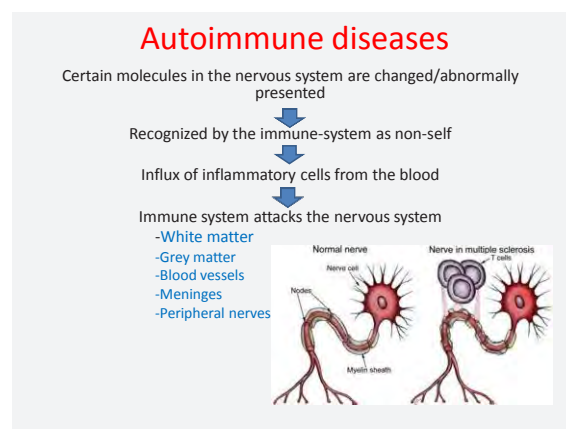 Autoimmune diseases
Certain molecules in the nervous system are changed/abnormally
presented
Recognized by the immune-system as non-self
Influx of inflammatory cells from the blood
Immune system attacks the nervous system
-White matter
-Grey matter
-Blood vessels
-Meninges
-Peripheral nerves
Normal nerve
Nerve cell
Nodes
Myelin sheath
Nerve in multiple sclerosis
T cells